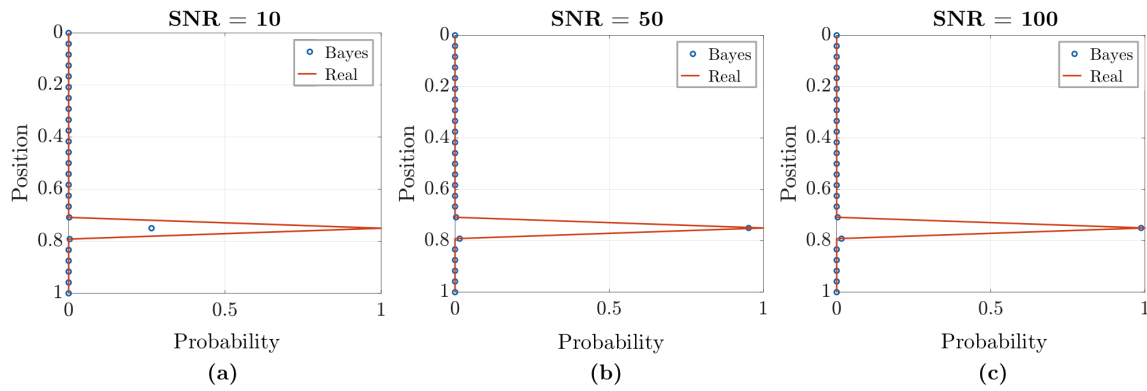 SNR = 10
Bayes
Real
0
0.2
0.4
0.6
0.8
1
Position
0
0.5
1
Probability
(a)
SNR = 50
Bayes
Real
0
0.2
0.4
0.6
0.8
1
Position
0
0.5
1
Probability
(b)
SNR = 100
Bayes
Real
0
0.2
0.4
0.6
0.8
1
Position
0
0.5
1
Probability
(c)